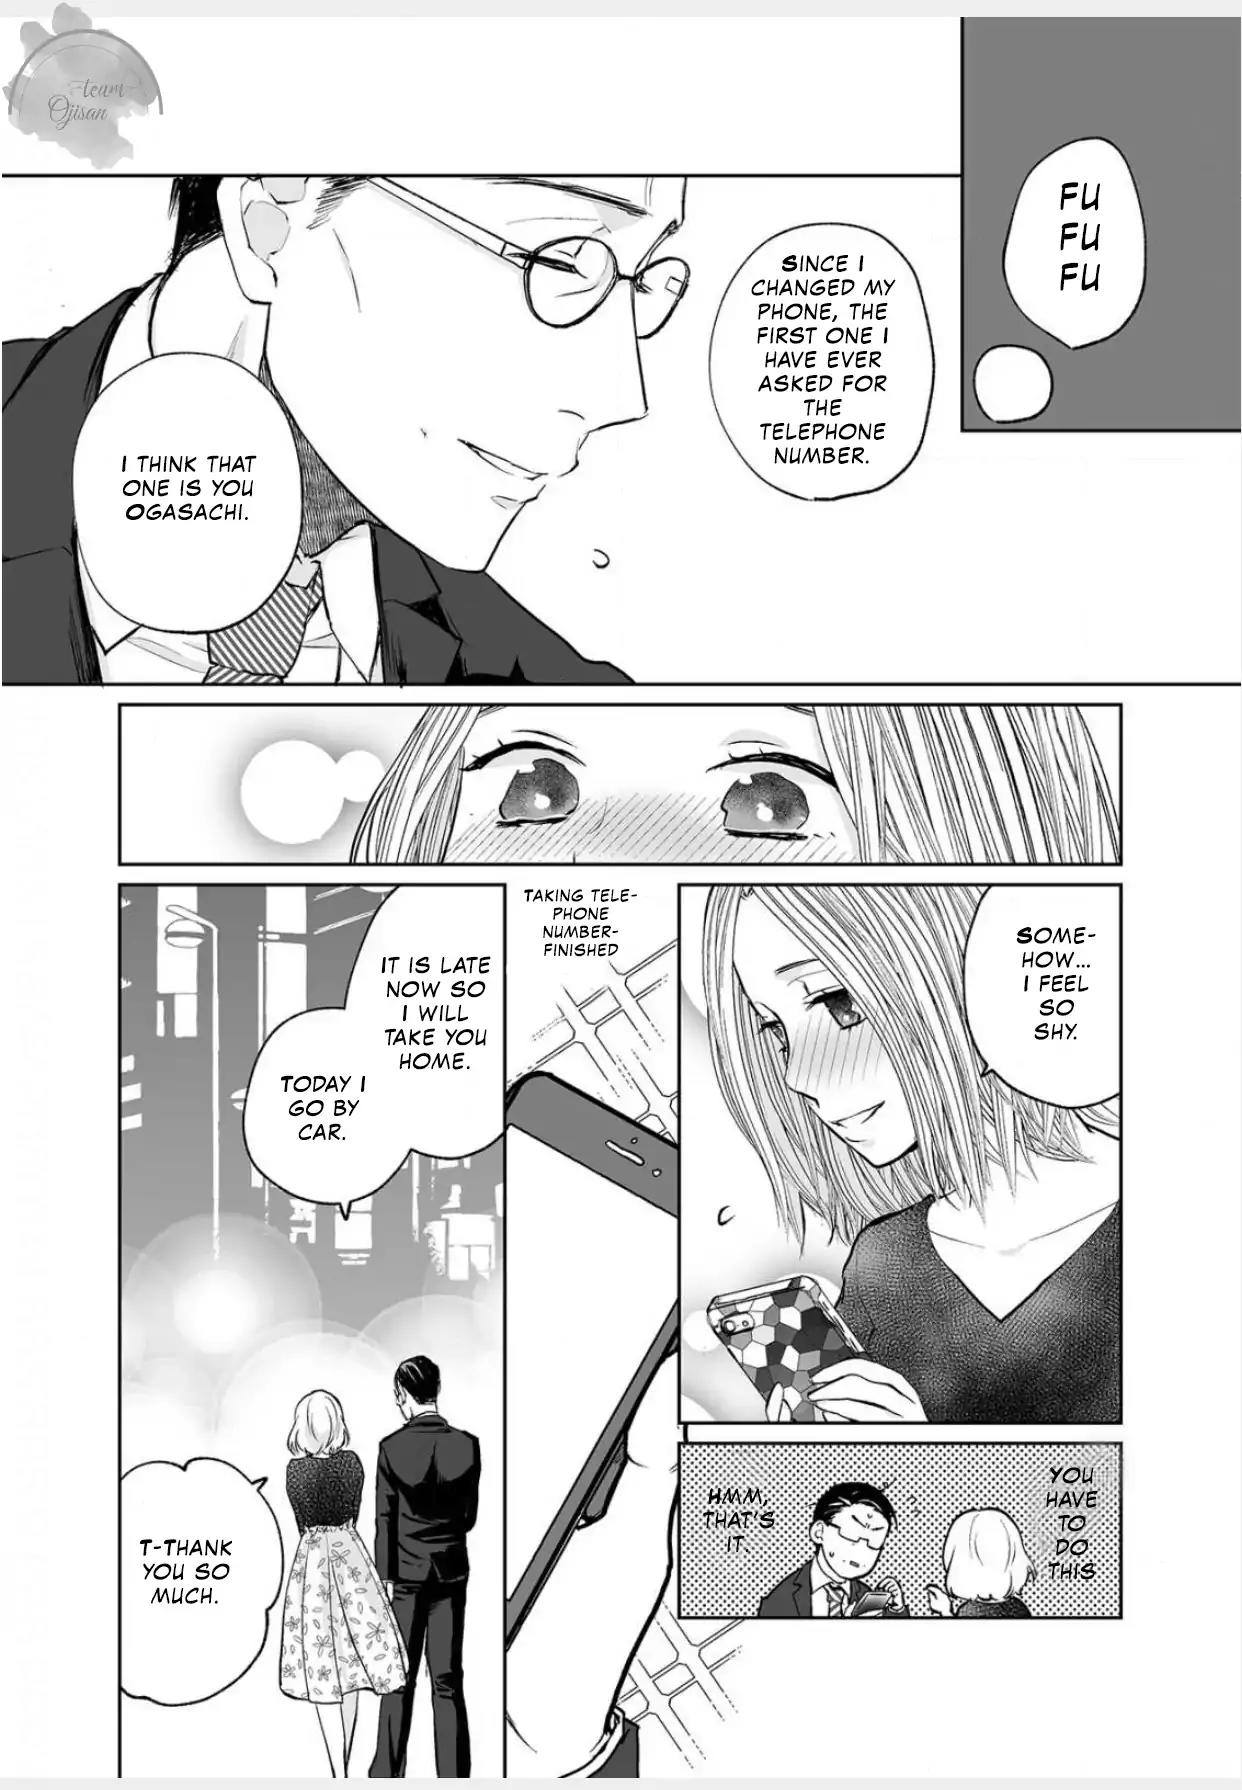 team
Ojisan
FU
FU
FU
SINCE I
CHANGED MY
PHONE, THE
FIRST ONE I
HAVE EVER
ASKED FOR
THE
TELEPHONE
NUMBER.
I THINK THAT
ONE IS YOU
OGASACHI.
SOME-
HOW...
I FEEL
SO
SHY.
YOU
HAVE
TO
DO
THIS
HMM,
THAT'S
IT.
TAKING TELE-
PHONE
NUMBER-
FINISHED
IT IS LATE
NOW SO
I WILL
TAKE YOU
HOME.
TODAY I
GO BY
CAR.
T-THANK
YOU SO
MUCH.